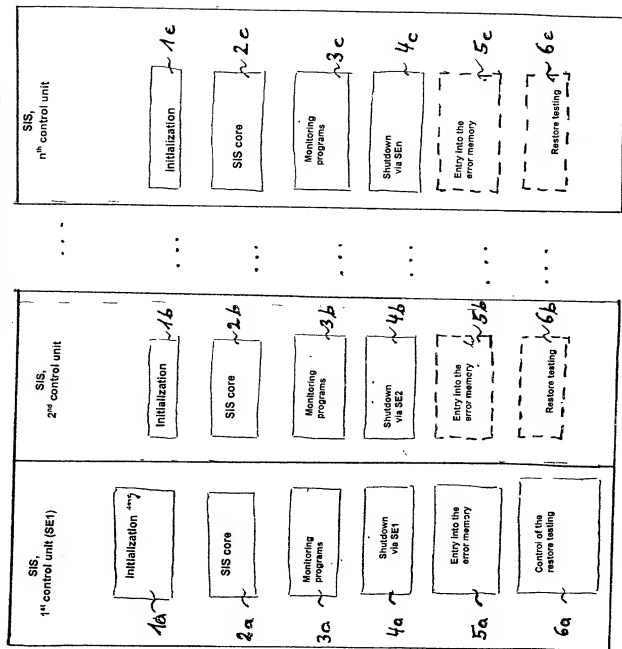 SIS,
1st control unit (SE1)
Initialization ing
1a
SIS core
2a
Monitoring
programs
3a
Shutdown
via SE1
4a
Entry into the
error memory
5a
Control of the
restore testing
6a
SIS,
2nd control unit
Initialization
1b
SIS core
2b
Monitoring
programs
3b
Shutdown
via SE2
4b
Entry into the
error memory
5b
Restore testing
6b
...
...
...
...
...
...
...
SIS,
nth control unit
Initialization
1c
SIS core
2c
Monitoring
programs
3c
Shutdown
via SEn
4c
Entry into the
error memory
5c
Restore testing
6c